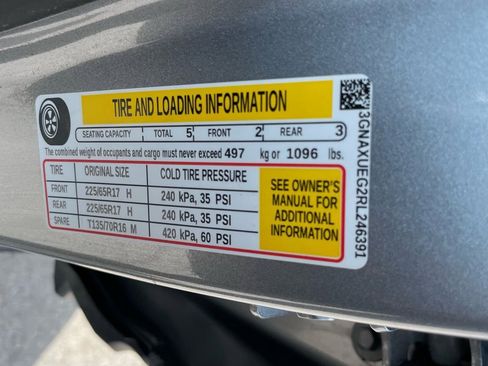 TIRE AND LOADING INFORMATION
SEATING CAPACITY TOTAL 5 FRONT 2 REAR 3
The combined weight of occupants and cargo must never exceed 497 kg or 1096 lbs.
TIRE ORIGINAL SIZE COLD TIRE PRESSURE
FRONT 225/65R17 H 240 kPa, 35 PSI
REAR 225/65R17 H 240 kPa, 35 PSI
SPARE T135/70R16 M 420 kPa, 60 PSI
SEE OWNER'S
MANUAL FOR
ADDITIONAL
INFORMATION
3GNAXUEG2RL246391